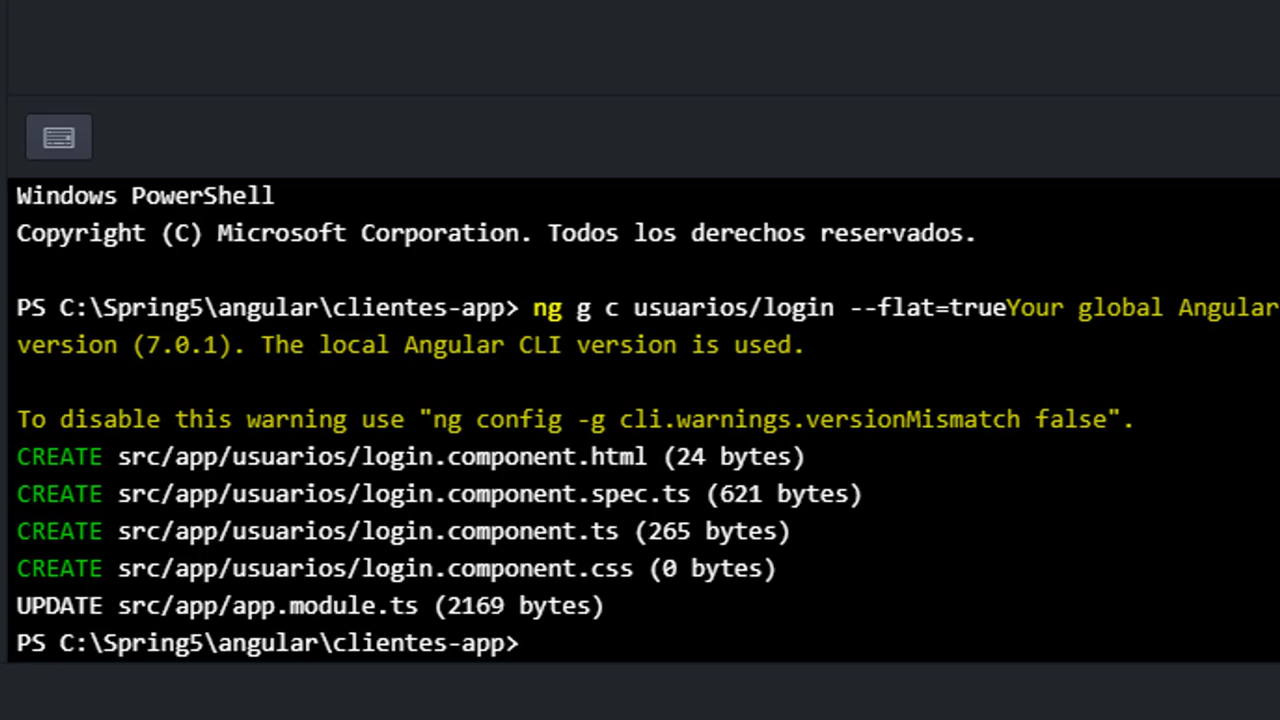 Windows PowerShell
Copyright (C) Microsoft Corporation. Todos los derechos reservados.
PS C:\Spring5\angular\clientes-app> ng g c usuarios/login --flat=trueYour global Angular
version (7.0.1). The local Angular CLI version is used.
To disable this warning use "ng config -g cli.warnings.versionMismatch false".
CREATE src/app/usuarios/login.component.html (24 bytes)
CREATE src/app/usuarios/login.component.spec.ts (621 bytes)
CREATE src/app/usuarios/login.component.ts (265 bytes)
CREATE src/app/usuarios/login.component.css (0 bytes)
UPDATE src/app/app.module.ts (2169 bytes)
PS C:\Spring5\angular\clientes-app>